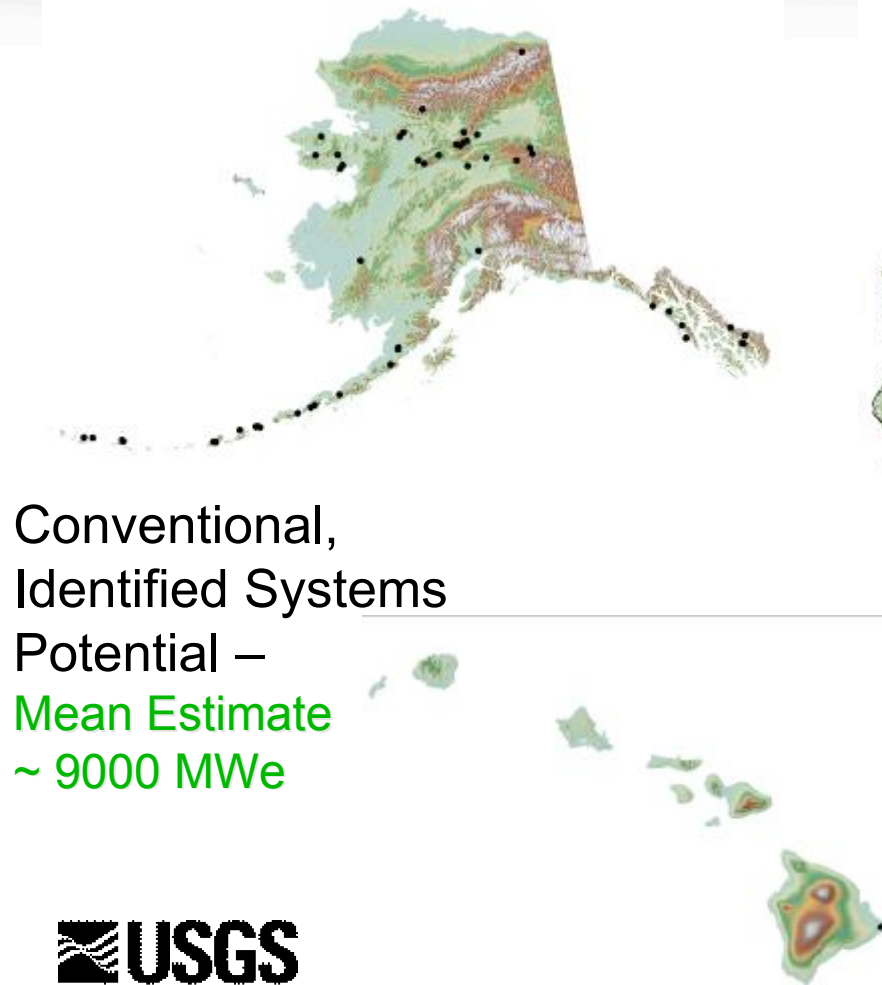 Conventional,
Identified Systems
Potential –
Mean Estimate
~ 9000 MWe
USGS